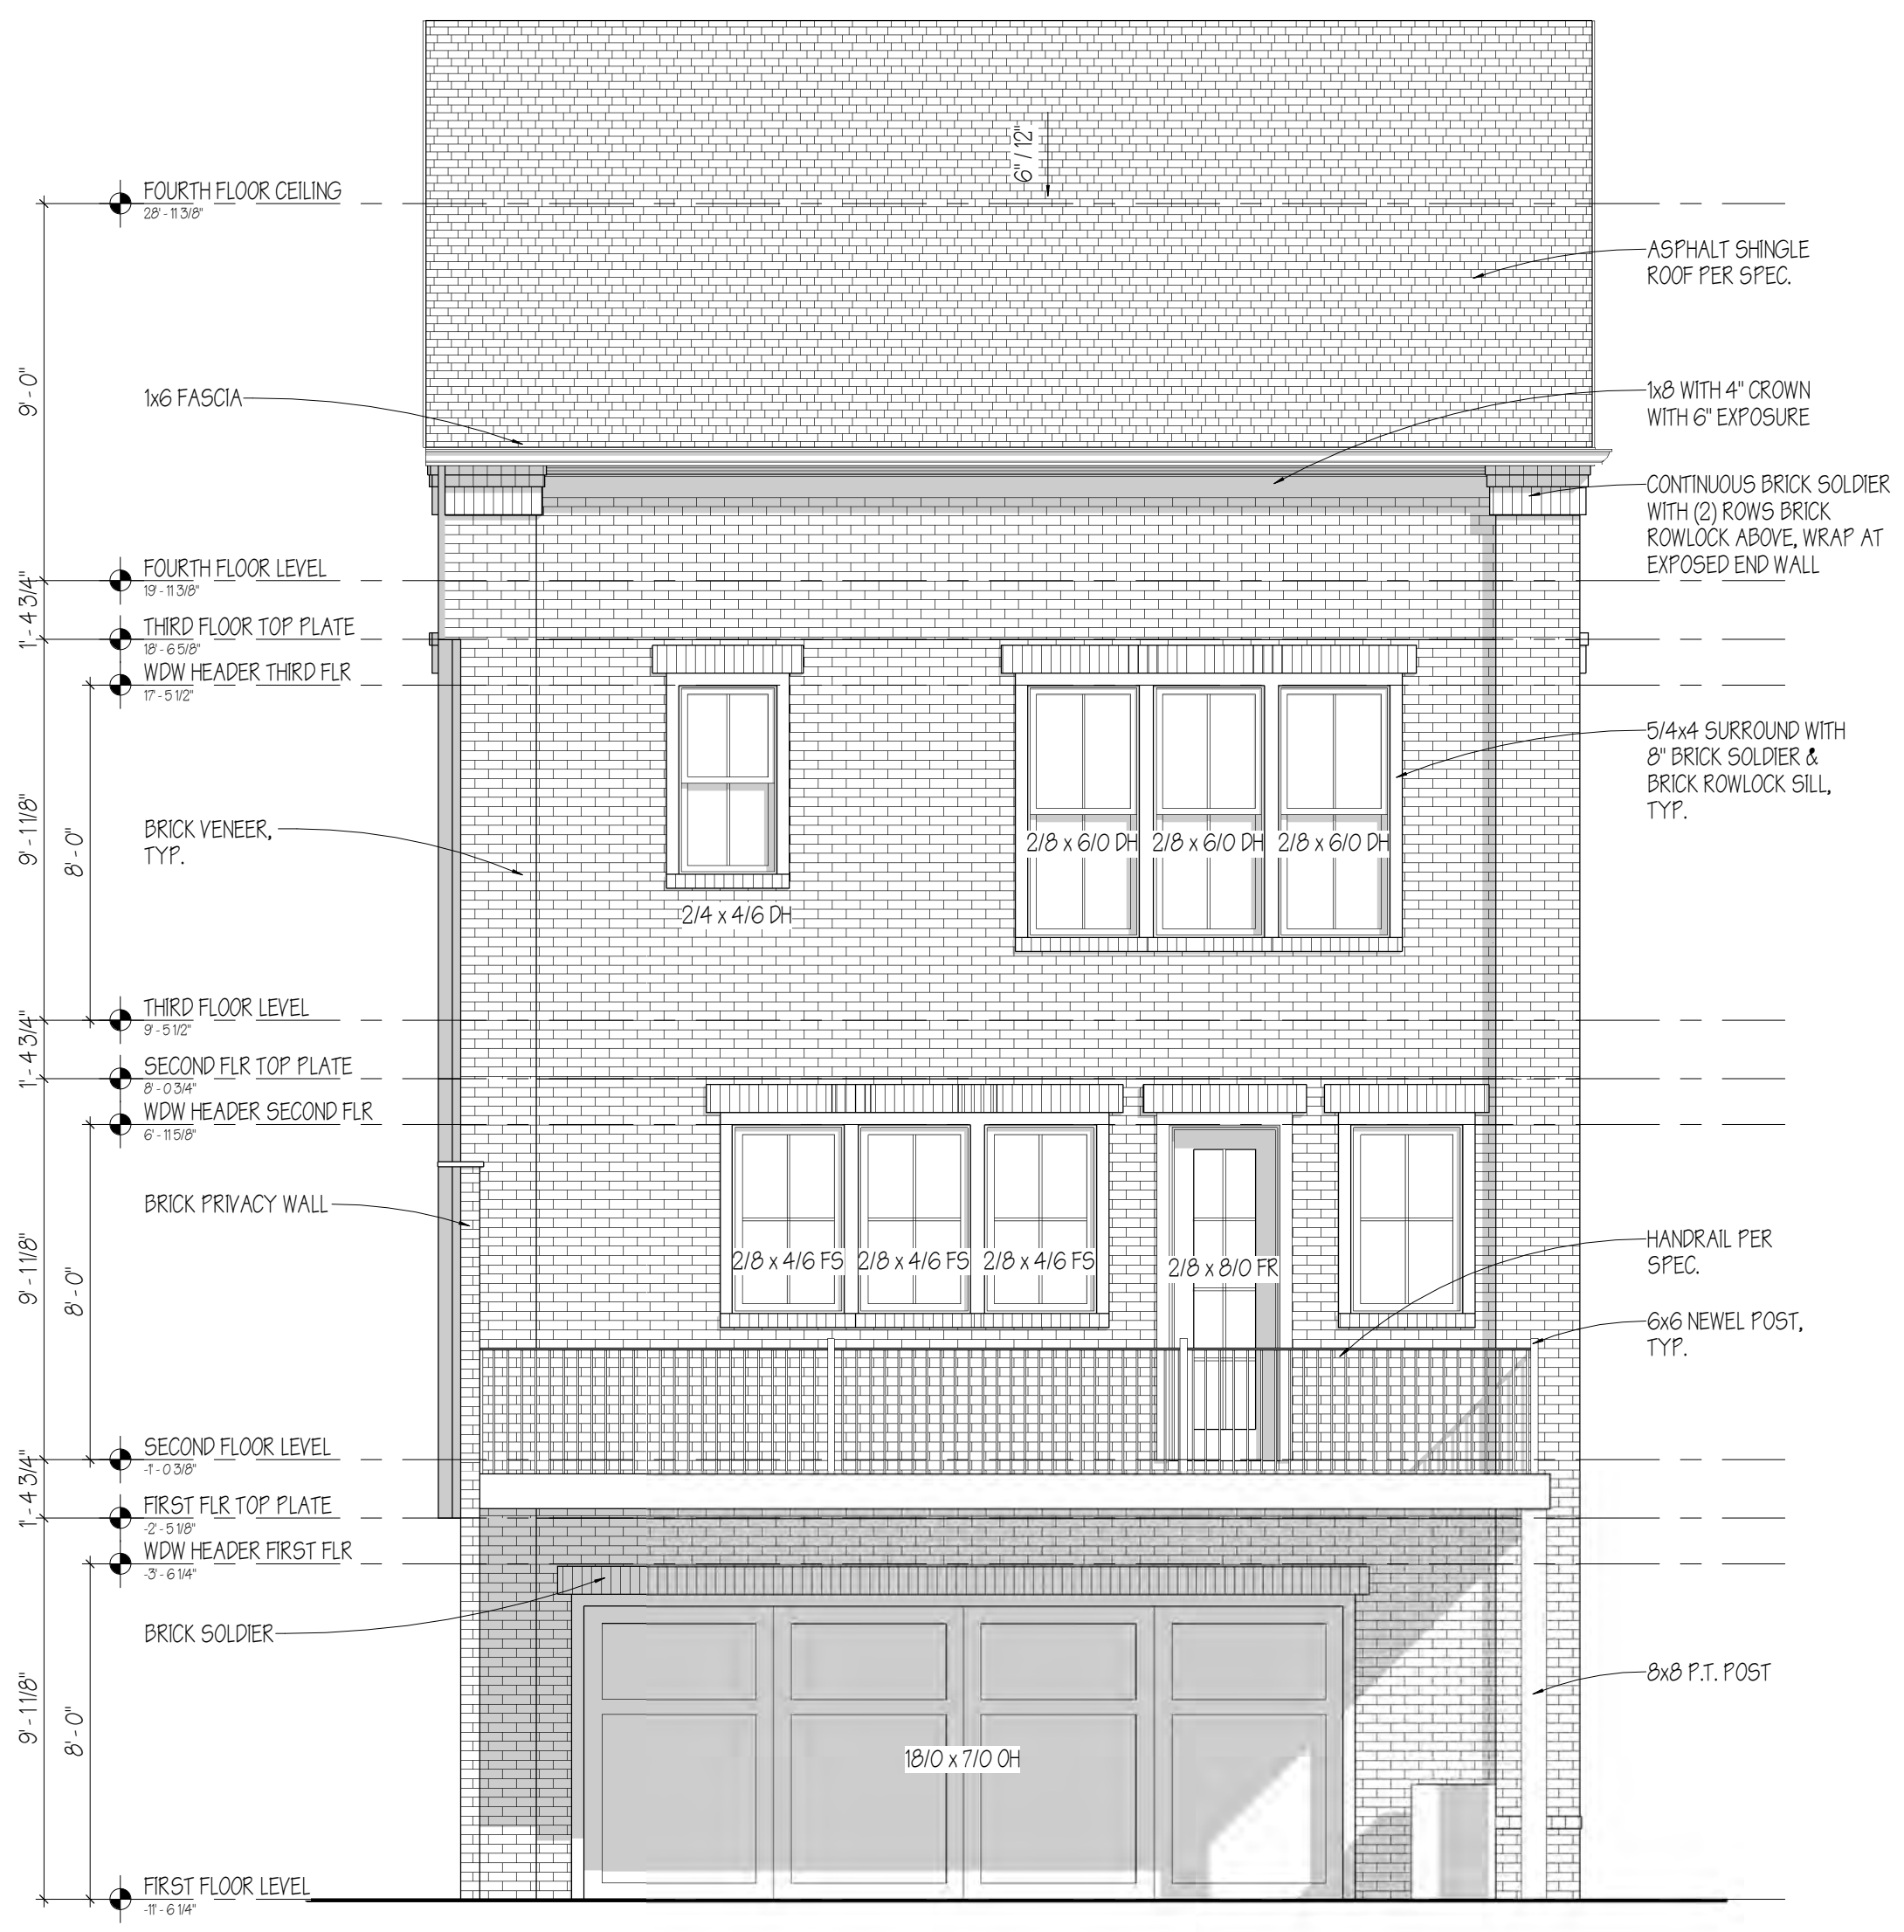 6" / 12"
FOURTH FLOOR CEILING
28' - 11 3/8"
ASPHALT SHINGLE
ROOF PER SPEC.
9' - 0"
1x6 FASCIA
1x8 WITH 4" CROWN
WITH 6" EXPOSURE
CONTINUOUS BRICK SOLDIER
WITH (2) ROWS BRICK
ROWLOCK ABOVE, WRAP AT
EXPOSED END WALL
FOURTH FLOOR LEVEL
19' - 11 3/8"
1' - 4 3/4"
THIRD FLOOR TOP PLATE
18' - 6 5/8"
WDW HEADER THIRD FLR
17' - 5 1/2"
5/4x4 SURROUND WITH
8" BRICK SOLDIER &
BRICK ROWLOCK SILL,
TYP.
9' - 1 1/8"
8' - 0"
BRICK VENEER,
TYP.
2/8 x 6/0 DH
2/8 x 6/0 DH
2/8 x 6/0 DH
2/4 x 4/6 DH
THIRD FLOOR LEVEL
9' - 5 1/2"
1' - 4 3/4"
SECOND FLR TOP PLATE
8' - 0 3/4"
WDW HEADER SECOND FLR
6' - 11 5/8"
BRICK PRIVACY WALL
9' - 1 1/8"
8' - 0"
2/8 x 4/6 FS
2/8 x 4/6 FS
2/8 x 4/6 FS
2/8 x 8/0 FR
HANDRAIL PER
SPEC.
6x6 NEWEL POST,
TYP.
SECOND FLOOR LEVEL
-1' - 0 3/8"
1' - 4 3/4"
FIRST FLR TOP PLATE
-2' - 5 1/8"
WDW HEADER FIRST FLR
-3' - 6 1/4"
BRICK SOLDIER
9' - 1 1/8"
8' - 0"
8x8 P.T. POST
18/0 x 7/0 OH
FIRST FLOOR LEVEL
-11' - 6 1/4"